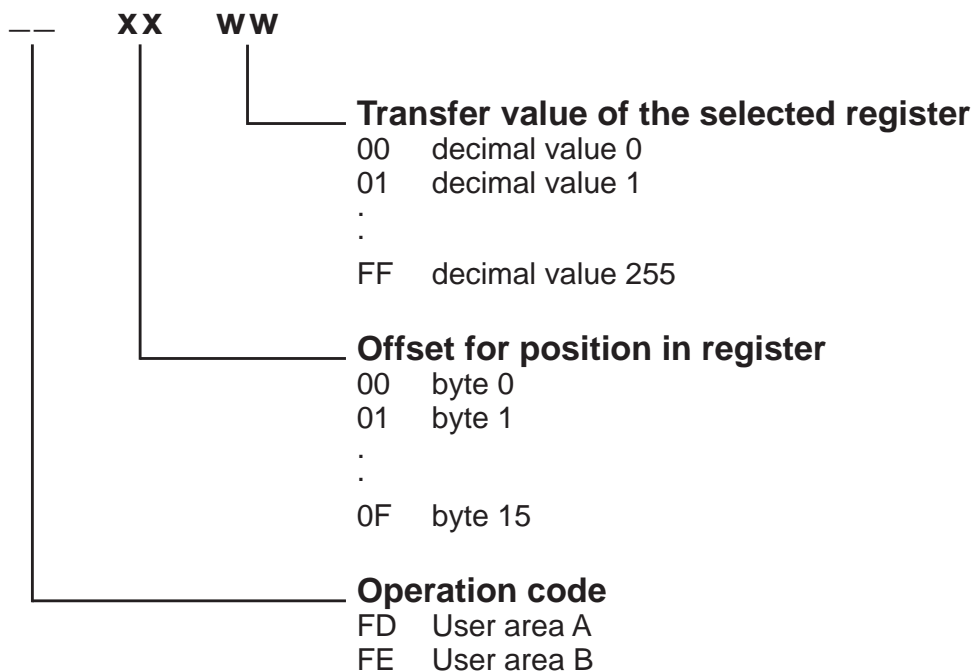 __ xx ww
Transfer value of the selected register
00 decimal value 0
01 decimal value 1
.
.
FF decimal value 255
Offset for position in register
00 byte 0
01 byte 1
.
.
0F byte 15
Operation code
FD User area A
FE User area B